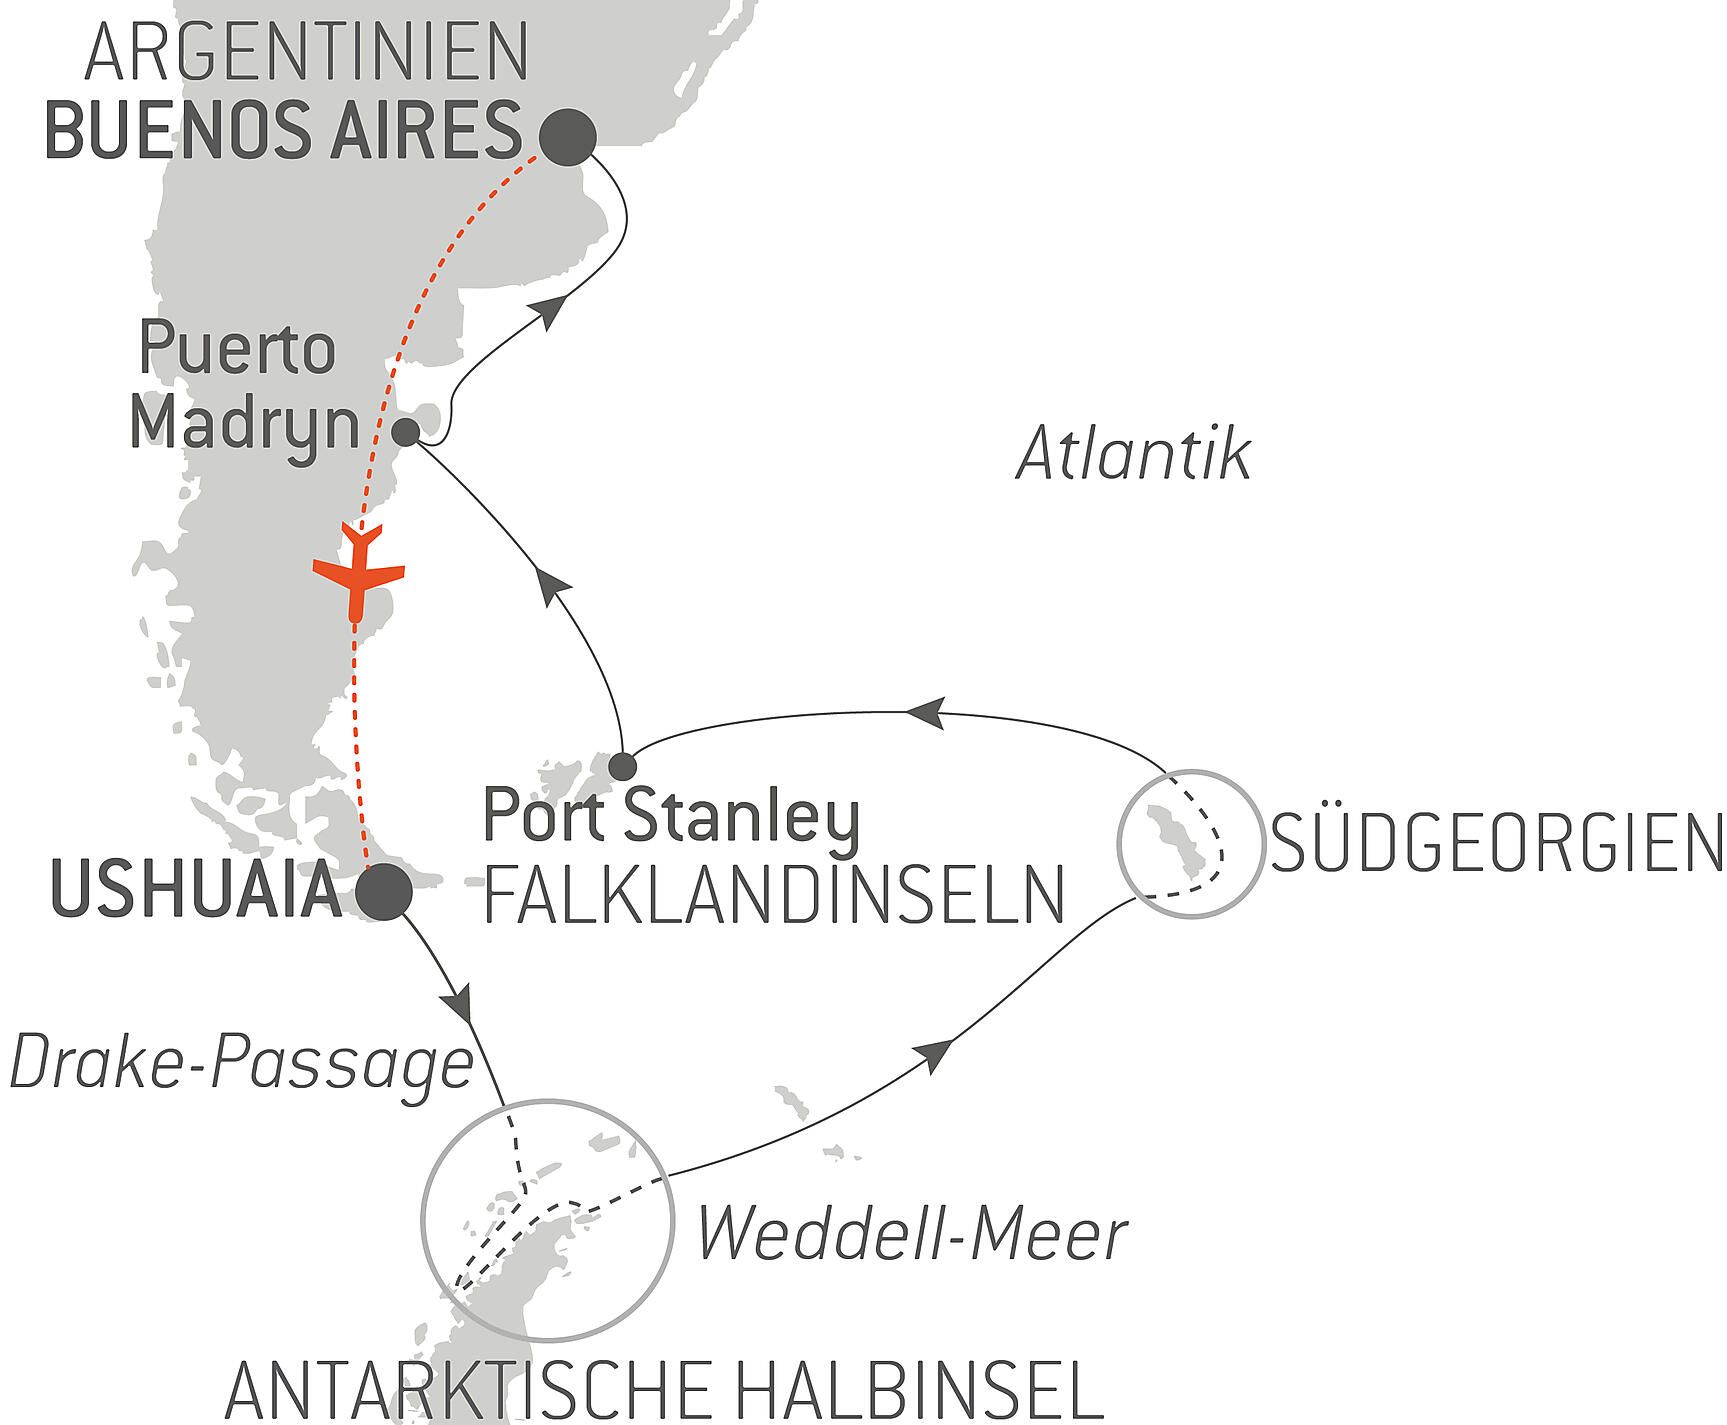 ARGENTINIEN
BUENOS AIRES
Puerto
Madryn
Atlantik
Port Stanley
FALKLANDINSELN
SÜDGEORGIEN
USHUAIA
Drake-Passage
Weddell-Meer
ANTARKTISCHE HALBINSEL